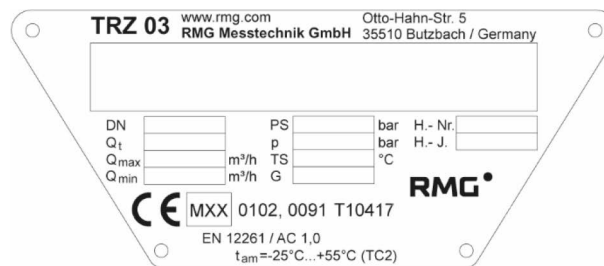 TRZ 03 www.rmg.com Otto-Hahn-Str. 5
RMG Messtechnik GmbH 35510 Butzbach / Germany
DN PS bar H.- Nr.
Qt p bar H.- J.
Qmax m³/h TS °C
Qmin m³/h G
RMG
CE MXX 0102, 0091 T10417
EN 12261 / AC 1,0
tam=-25°C...+55°C (TC2)